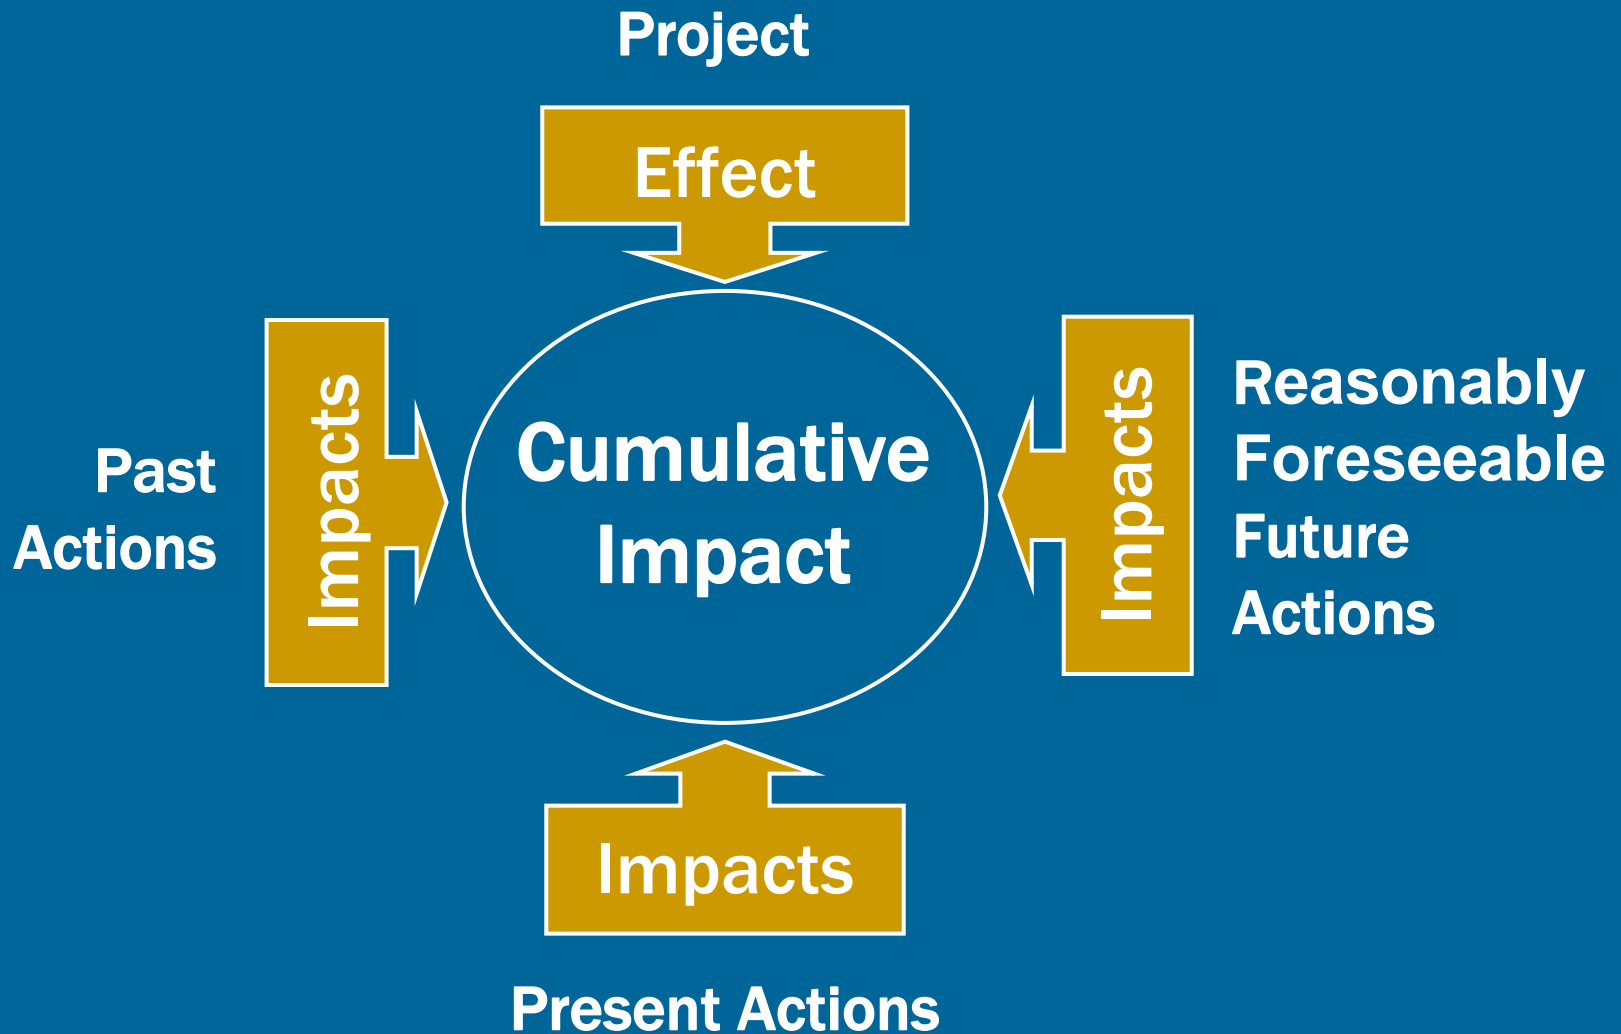 Project
Effect
Past
Actions
Impacts
Cumulative
Impact
Impacts
Reasonably
Foreseeable
Future
Actions
Impacts
Present Actions